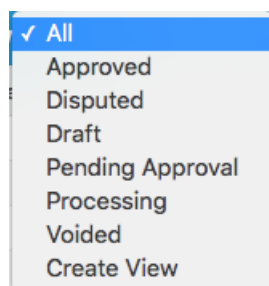 ✓ All
Approved
Disputed
Draft
Pending Approval
Processing
Voided
Create View